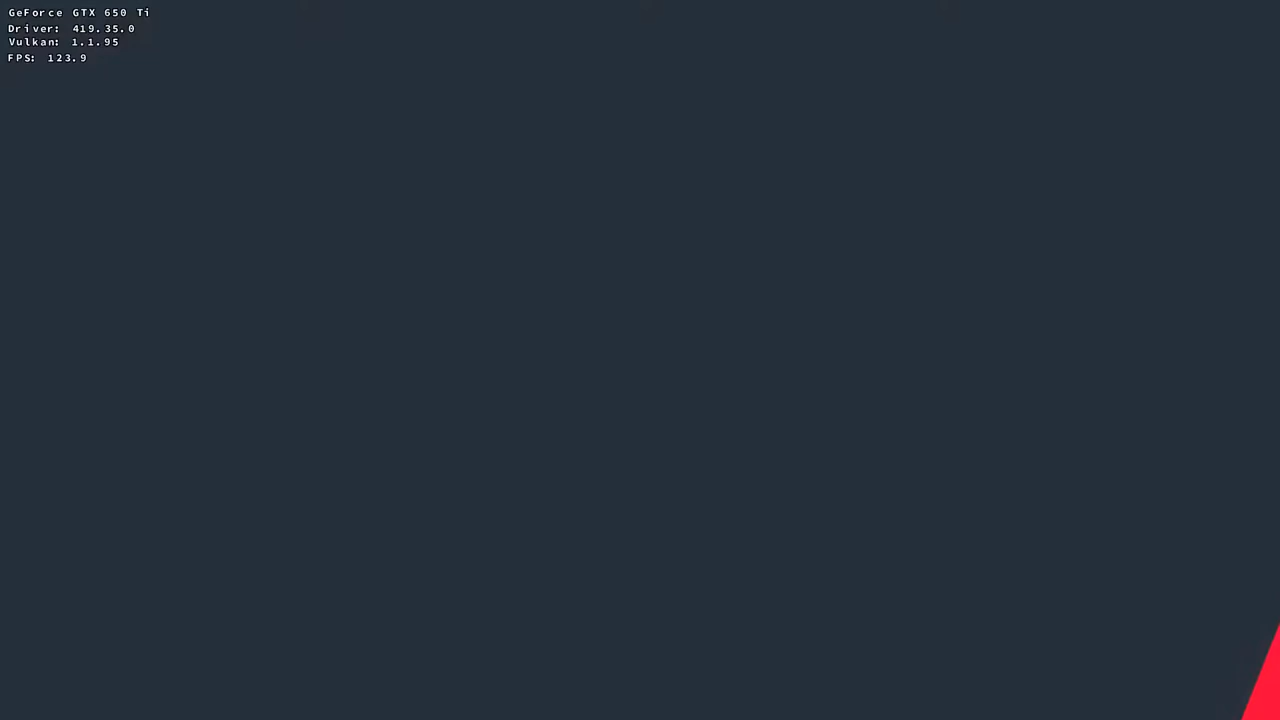 GeForce GTX 650 Ti
Driver: 419.35.0
Vulkan: 1.1.95
FPS: 123.9